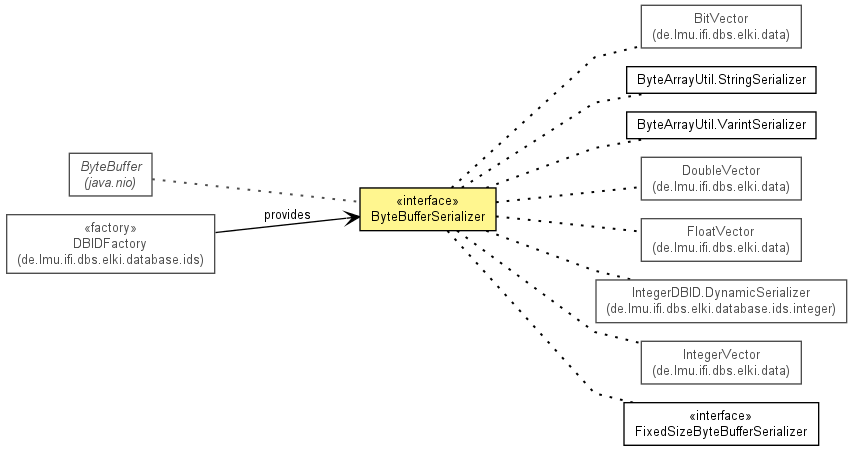 BitVector
(de.lmu.ifi.dbs.elki.data)
ByteArrayUtil.StringSerializer
ByteArrayUtil.VarintSerializer
ByteBuffer
(java.nio)
DoubleVector
(de.lmu.ifi.dbs.elki.data)
«interface»
ByteBufferSerializer
provides
«factory»
DBIDFactory
(de.lmu.ifi.dbs.elki.database.ids)
FloatVector
(de.lmu.ifi.dbs.elki.data)
IntegerDBID.DynamicSerializer
(de.lmu.ifi.dbs.elki.database.ids.integer)
IntegerVector
(de.lmu.ifi.dbs.elki.data)
«interface»
FixedSizeByteBufferSerializer